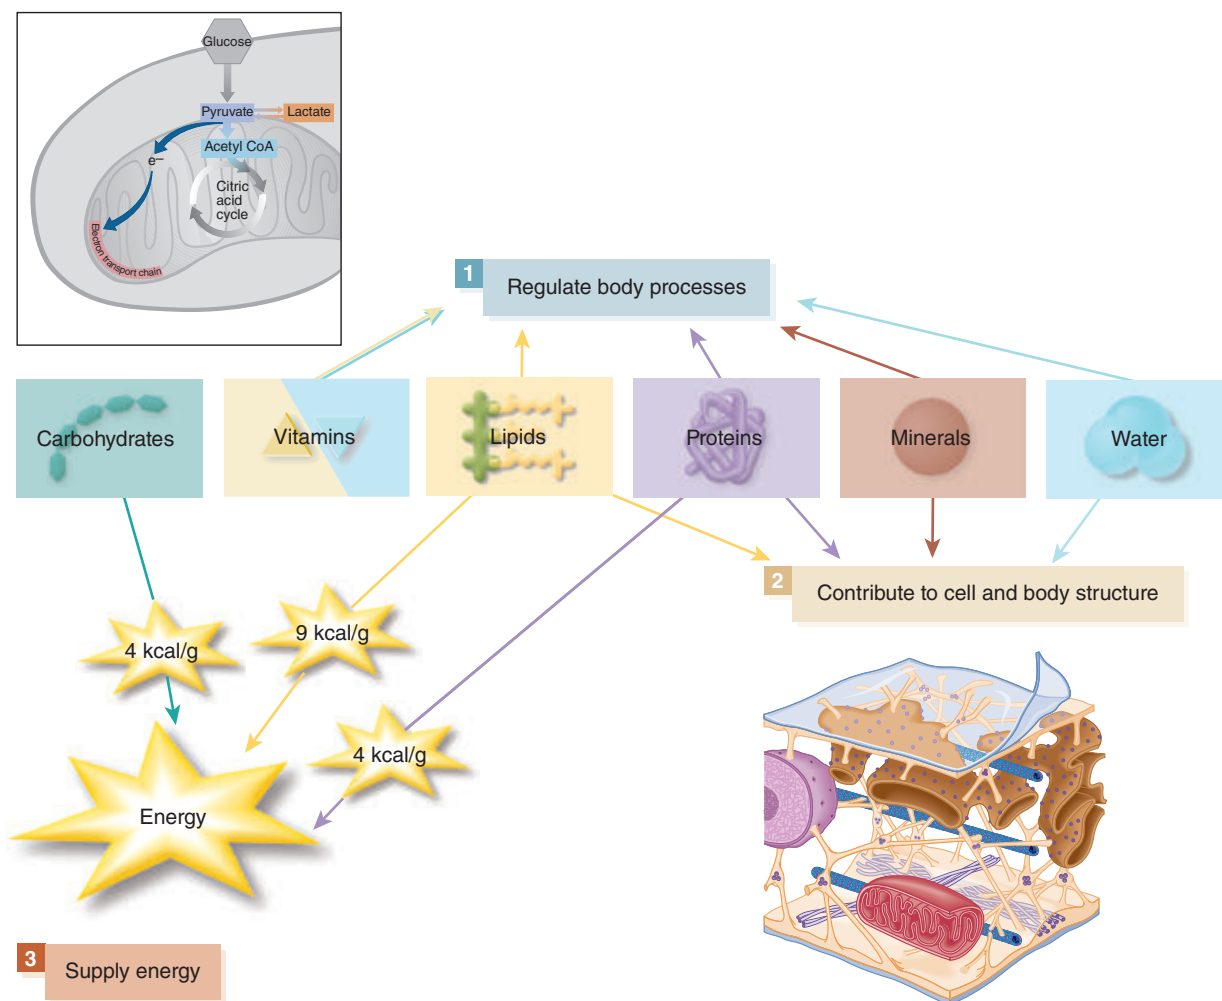 Glucose
Pyruvate
Lactate
Acetyl CoA
e–
Citric
acid
cycle
Electron transport chain
1
Regulate body processes
Carbohydrates
Vitamins
Lipids
Proteins
Minerals
Water
2
Contribute to cell and body structure
4 kcal/g
9 kcal/g
4 kcal/g
Energy
3
Supply energy